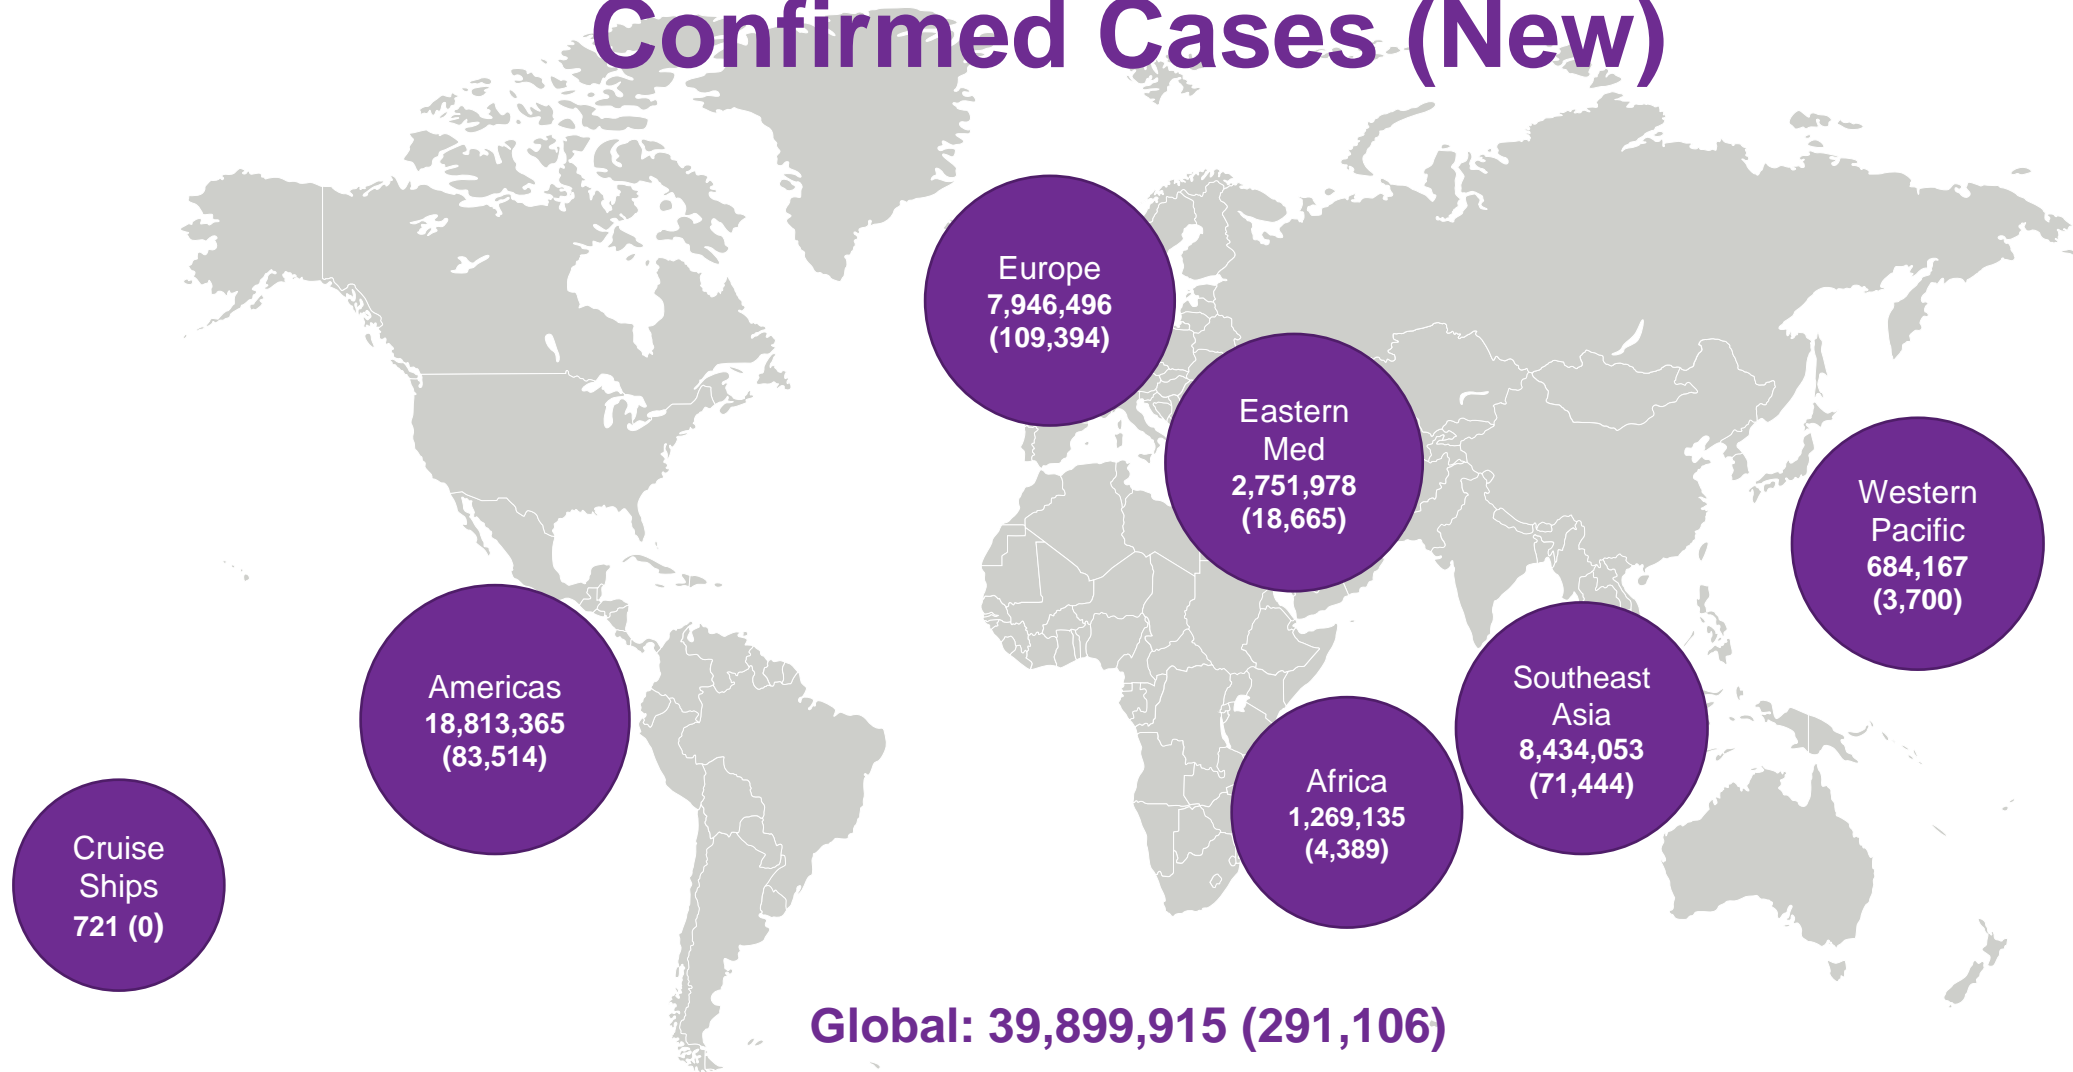 Confirmed Cases (New)
Europe
7,946,496
(109,394)
Eastern
Med
2,751,978
(18,665)
Western
Pacific
684,167
(3,700)
Americas
18,813,365
(83,514)
Southeast
Asia
8,434,053
(71,444)
Africa
1,269,135
(4,389)
Cruise
Ships
721 (0)
Global: 39,899,915 (291,106)